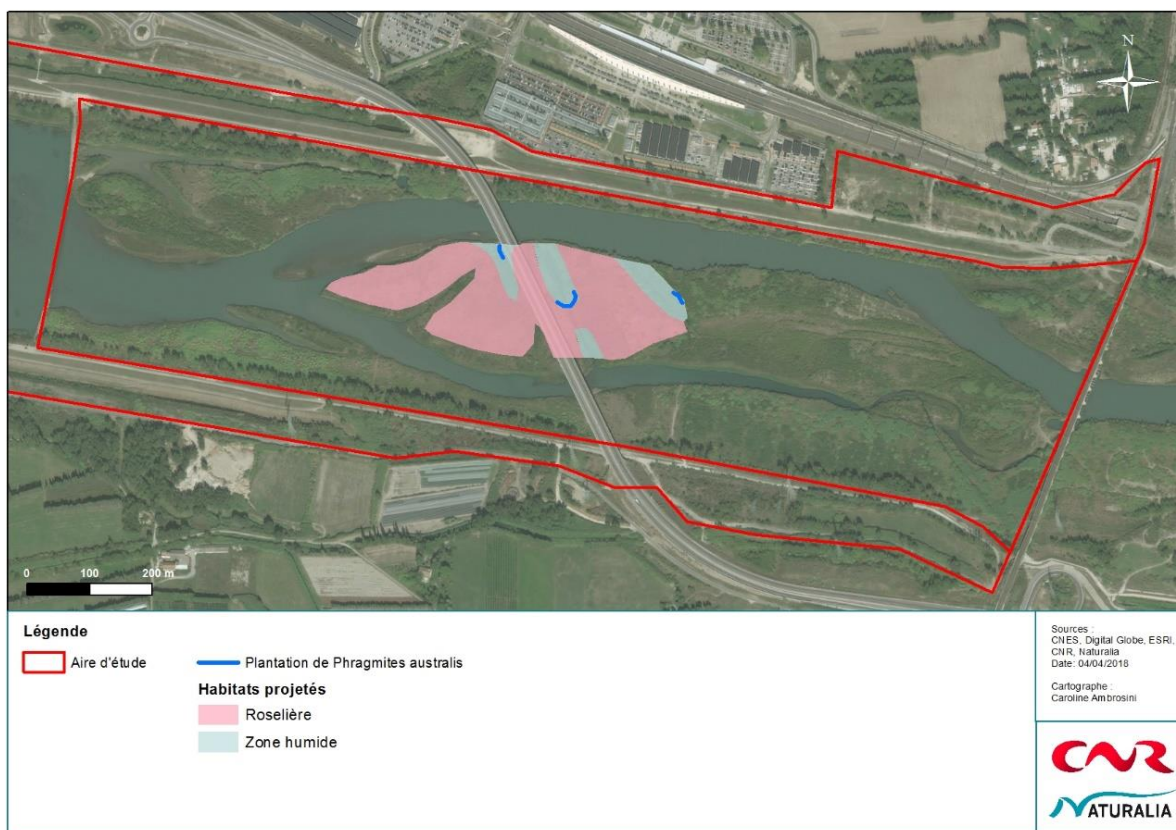 N
0 100 200 m
Légende
Aire d'étude
Plantation de Phragmites australis
Habitats projetés
Roselière
Zone humide
Sources :
CNES, Digital Globe, ESRI,
CNR, Naturalia
Date: 04/04/2018
Cartographe :
Caroline Ambrosini
CNR
NATURALIA